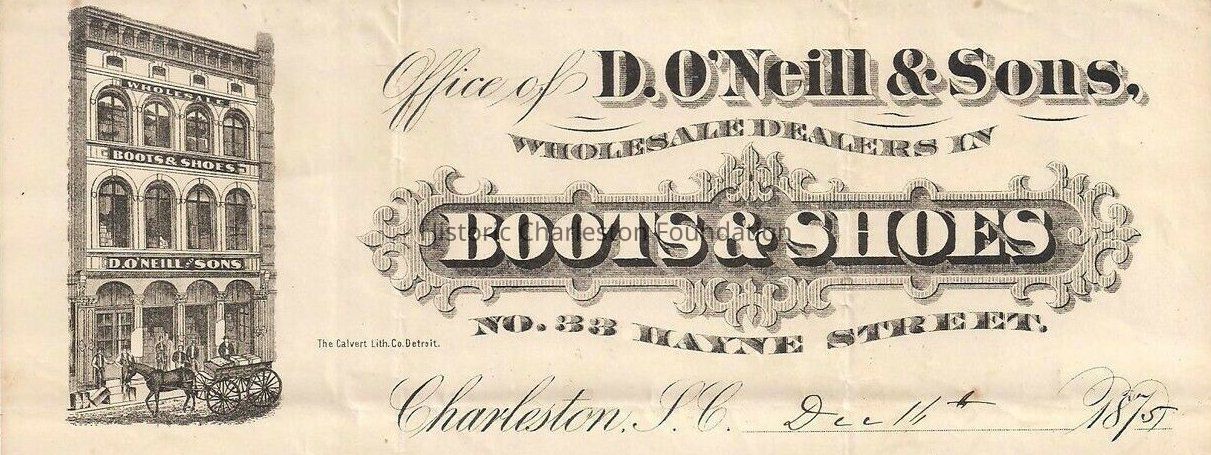 WHOLESALE
BOOTS & SHOES
D. O'NEILL & SONS
Office of D. O'Neill & Sons,
WHOLESALE DEALERS IN
BOOTS & SHOES
Historic Charleston Foundation
NO. 33 HAYNE STREET.
The Calvert Lith. Co. Detroit.
Charleston, S.C. Dec 11th 1875